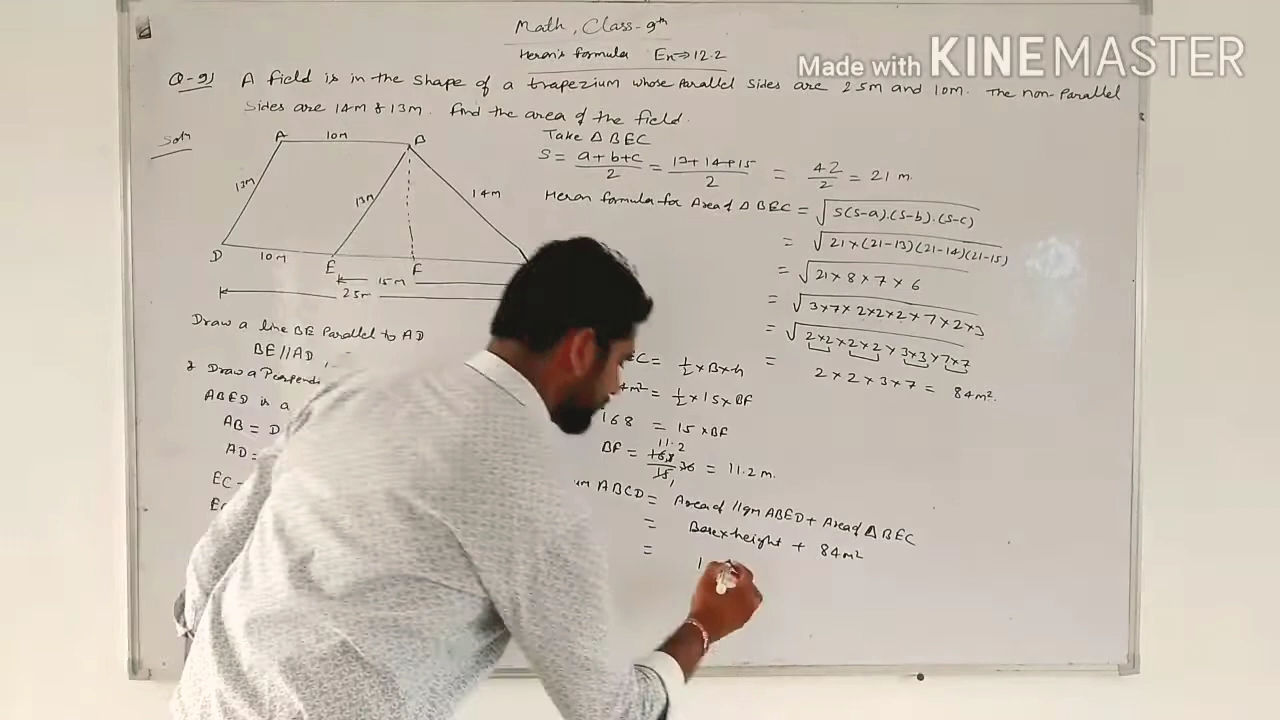 Made with KINEMASTER
Math, Class-9th
Heron's formula Ex⇒12.2
Q-9) A field is in the shape of a trapezium whose Parallel sides are 25m and 10m. The non-Parallel
Sides are 14m & 13m. Find the area of the field.
Soln
A 10m B
13m 13m 14m
D 10m E F
15m
25m
Draw a line BE Parallel to AD
BE//AD
& Draw a Perpendi
ABED is a
AB = D
AD=
EC-
EC
Take △BEC
S = a+b+c/2 = 13+14+15/2 = 42/2 = 21 m.
Heron formula for Area of △BEC = √S(S-a).(S-b).(S-c)
= √21×(21-13)(21-14)(21-15)
= √21×8×7×6
= √3×7×2×2×2×7×2×3
= √2×2×2×2×3×3×7×7
= 2×2×3×7 = 84m².
EC = 1/2×B×h
4m² = 1/2×15×BF
168 = 15×BF
BF = 11.2 m.
um ABCD = Area of //gm ABED + Area of △BEC
= Base×height + 84m²
= 1